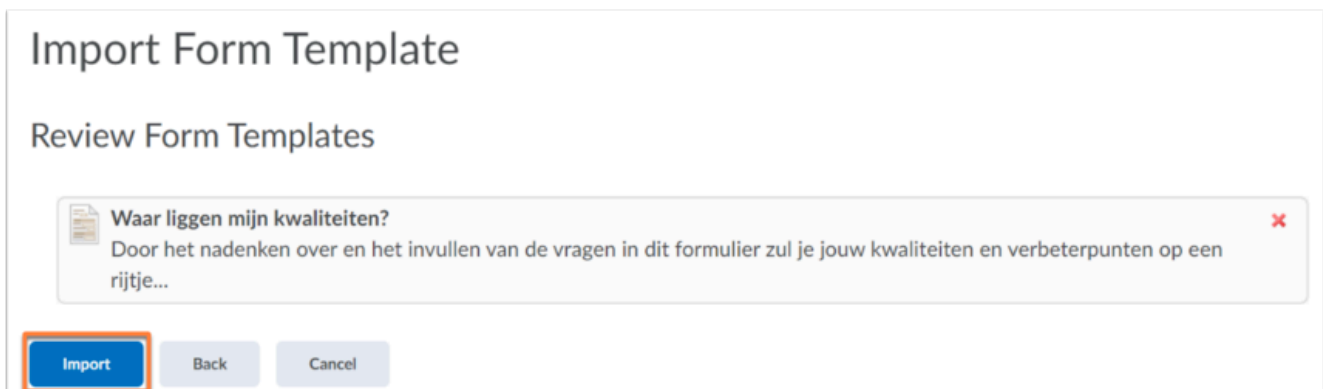 Import Form Template
Review Form Templates
Waar liggen mijn kwaliteiten?
Door het nadenken over en het invullen van de vragen in dit formulier zul je jouw kwaliteiten en verbeterpunten op een
rijtje...
Import Back Cancel